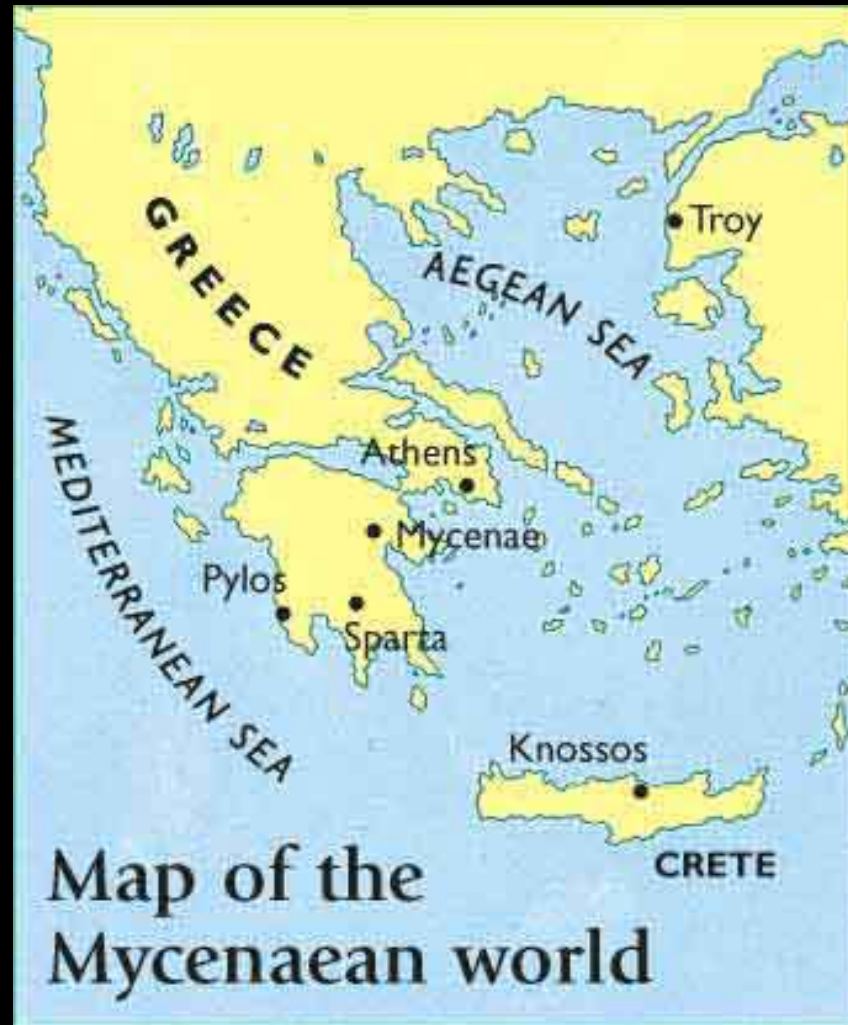 GREECE
Troy
AEGEAN SEA
MEDITERRANEAN SEA
Athens
Mycenae
Pylos
Sparta
Knossos
CRETE
Map of the
Mycenaean world